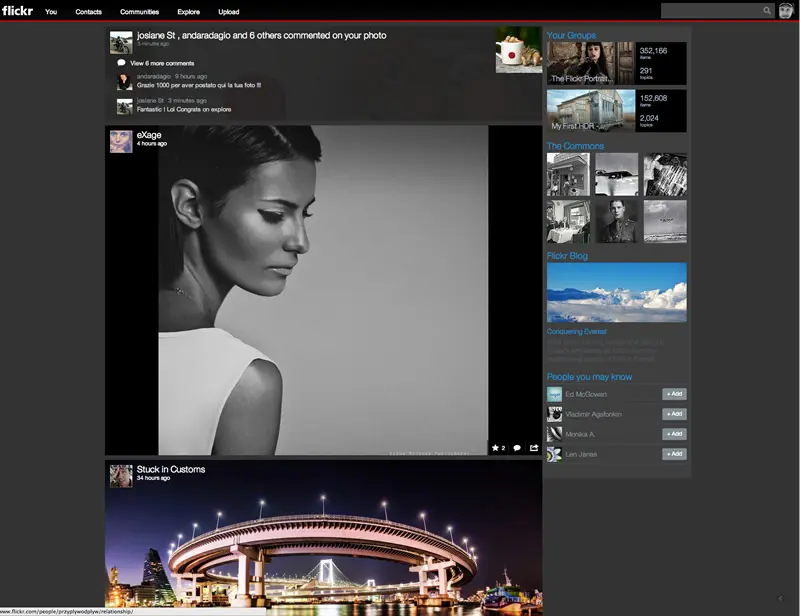 flickr
You
Contacts
Communities
Explore
Upload
josiane St , andaradagio and 6 others commented on your photo
3 minutes ago
View 6 more comments
andaradagio 9 hours ago
Grazie 1000 per aver postato qui la tua foto !!!
josiane St 3 minutes ago
Fantastic ! Loi Congrats on explore
eXage
4 hours ago
2
Stuck in Customs
34 hours ago
Your Groups
352,166
items
291
topics
The Flickr Portrait...
152,608
items
2,024
topics
My First HDR -...
The Commons
Flickr Blog
Conquering Everest
People you may know
Ed McGowan
+ Add
Vladimir Agafonkin
+ Add
Monika A.
+ Add
Len Janes
+ Add
www.flickr.com/people/przyplywodplyw/relationship/